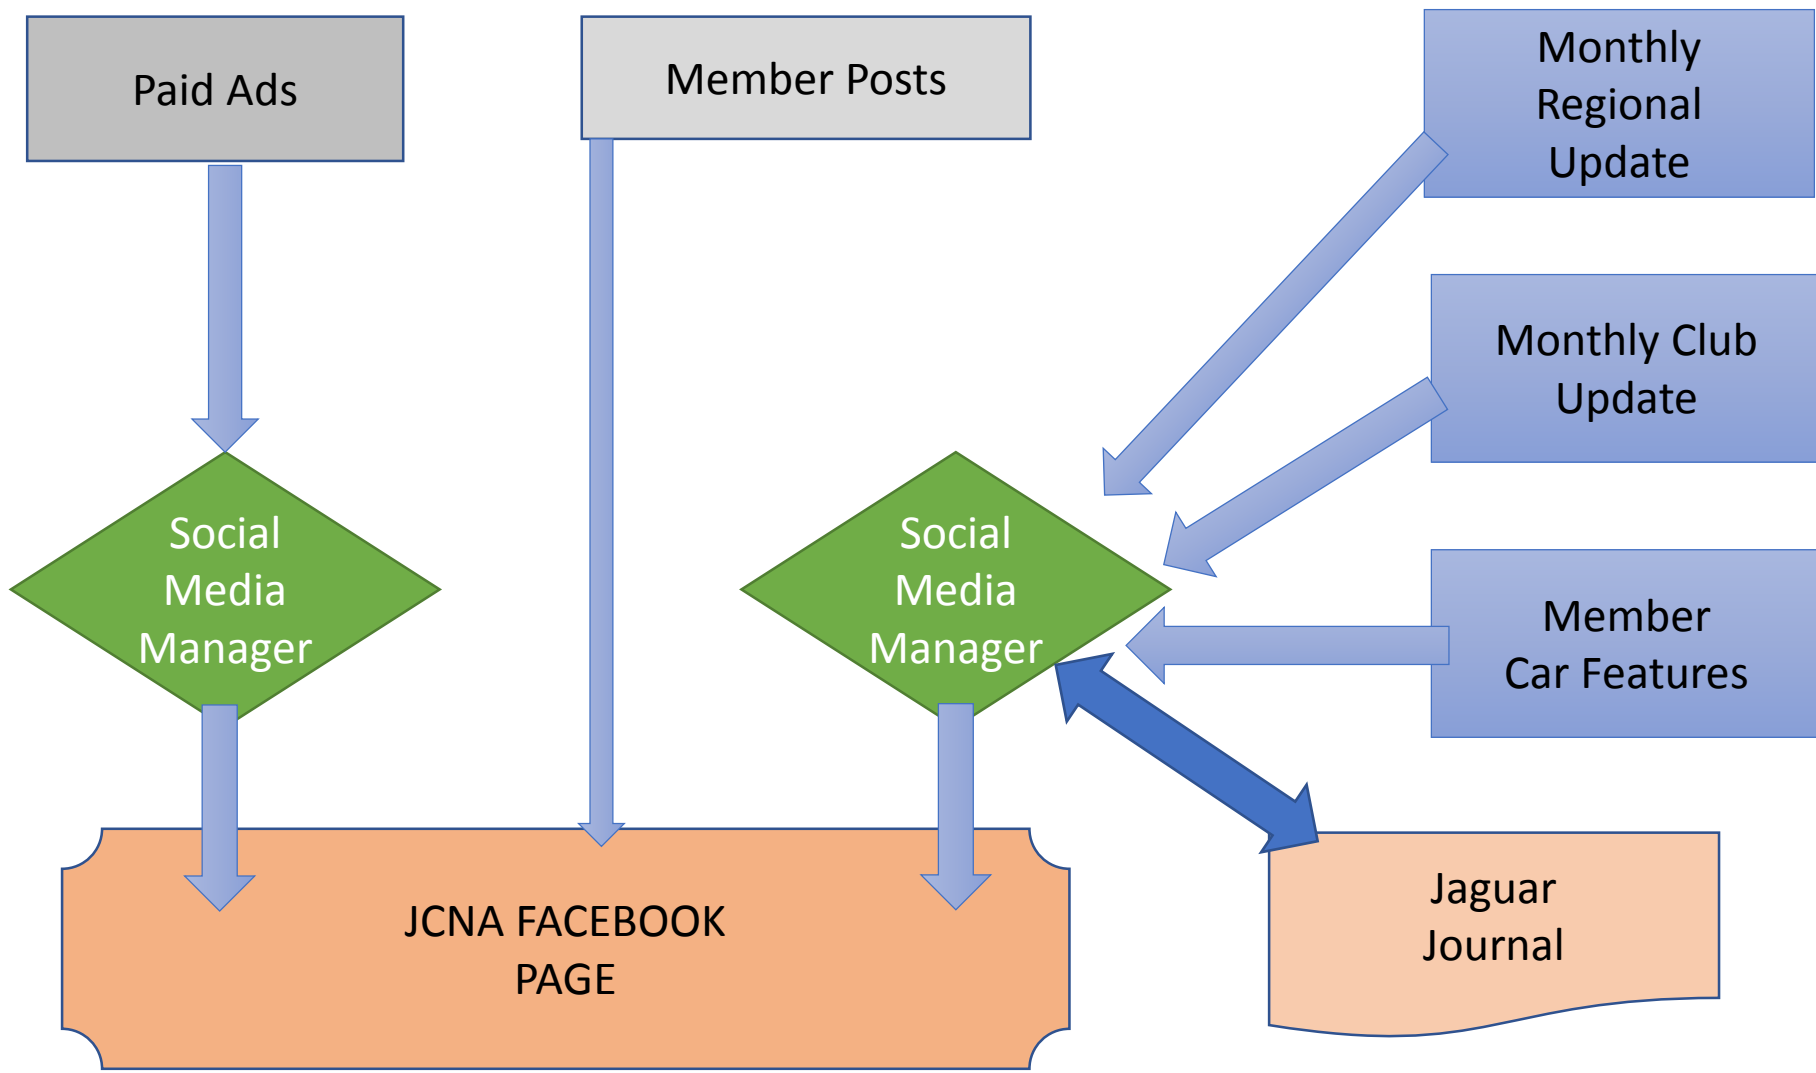 Paid Ads
Member Posts
Monthly
Regional
Update
Monthly Club
Update
Social
Media
Manager
Social
Media
Manager
Member
Car Features
JCNA FACEBOOK
PAGE
Jaguar
Journal